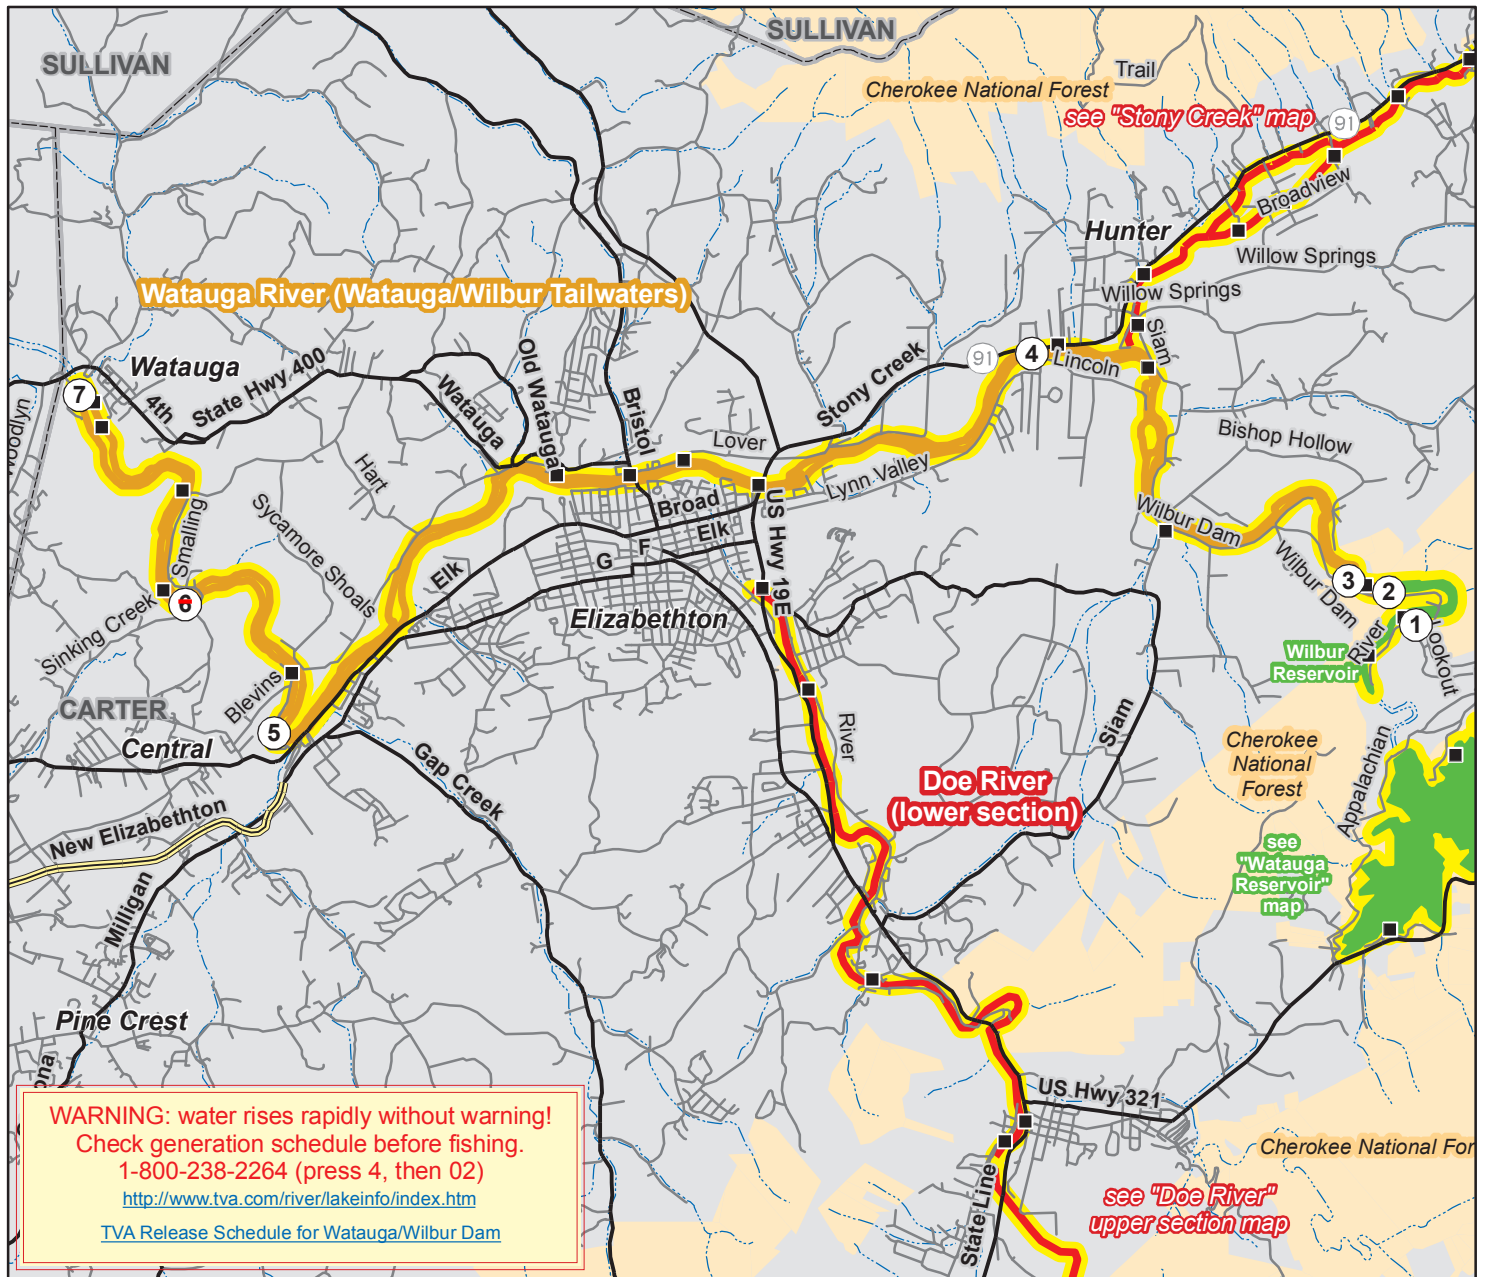 SULLIVAN
SULLIVAN
Trail
Cherokee National Forest
see "Stony Creek" map
91
Broadview
Hunter
Willow Springs
Willow Springs
Watauga River (Watauga/Wilbur Tailwaters)
Siam
Watauga
State Hwy 400
4th
7
Old Watauga
Watauga
Bristol
Stony Creek
91
4
Lincoln
Lover
Lynn Valley
Bishop Hollow
Woodlyn
Hart
Sycamore Shoals
Smalling
Broad
Elk
US Hwy 19E
Wilbur Dam
Wilbur Dam
Elk
G
F
3
2
1
6
Sinking Creek
Elizabethton
River
Lookout
Wilbur
Reservoir
Blevins
CARTER
Central
5
Gap Creek
River
Siam
Cherokee
National
Forest
Appalachian
Doe River
(lower section)
New Elizabethton
Milligan
see
"Watauga
Reservoir"
map
Pine Crest
ona
US Hwy 321
State Line
Cherokee National For
see "Doe River"
upper section map
WARNING: water rises rapidly without warning!
Check generation schedule before fishing.
1-800-238-2264 (press 4, then 02)
http://www.tva.com/river/lakeinfo/index.htm
TVA Release Schedule for Watauga/Wilbur Dam